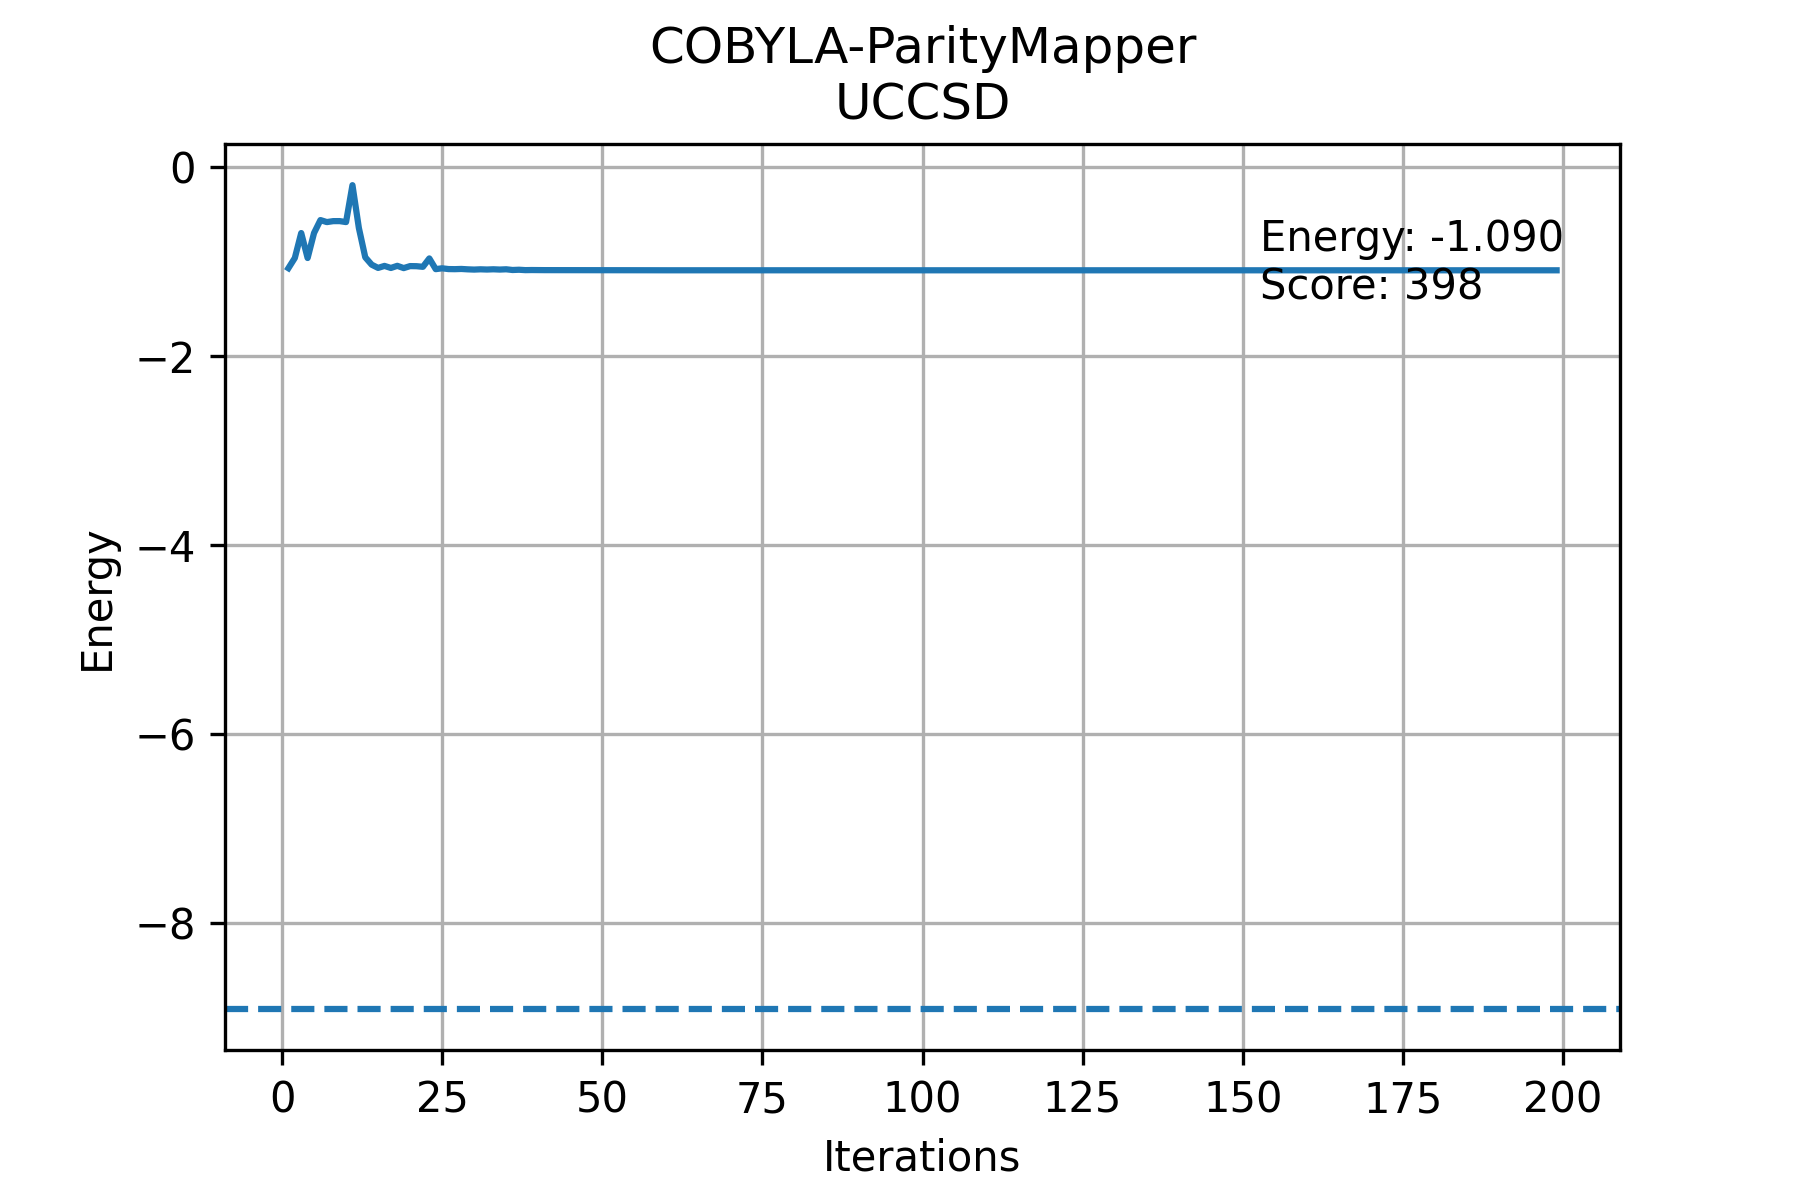 COBYLA-ParityMapper
UCCSD
Energy
0
−2
−4
−6
−8
Energy: -1.090
Score: 398
0 25 50 75 100 125 150 175 200
Iterations